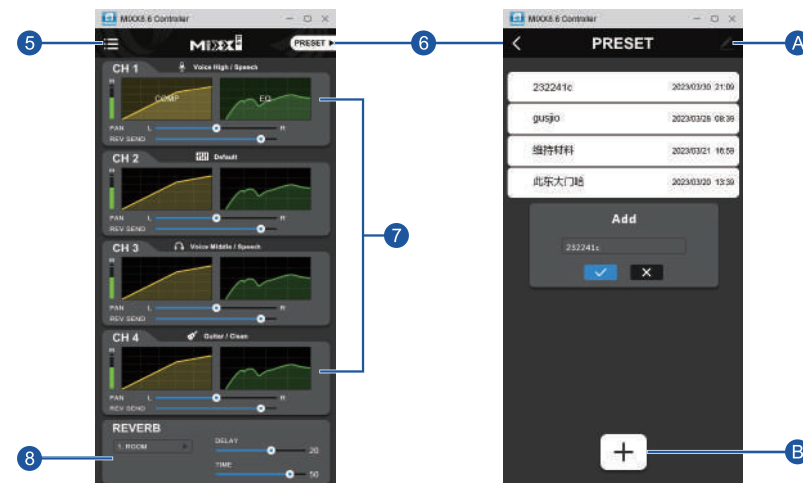 MIXX8.6 Controller
MIXXX
PRESET
CH 1
Voice High / Speech
COMP
EQ
PAN L R
REV SEND
CH 2
Default
PAN L R
REV SEND
CH 3
Voice Middle / Speech
PAN L R
REV SEND
CH 4
Guitar / Clean
PAN L R
REV SEND
REVERB
1. ROOM
DELAY
20
TIME
50
5
6
7
8
MIXX8.6 Controller
PRESET
232241c 2023/03/30 21:09
gusjio 2023/03/28 08:39
维持材料 2023/03/21 16:59
此东大门哈 2023/03/20 13:39
Add
232241c
A
B